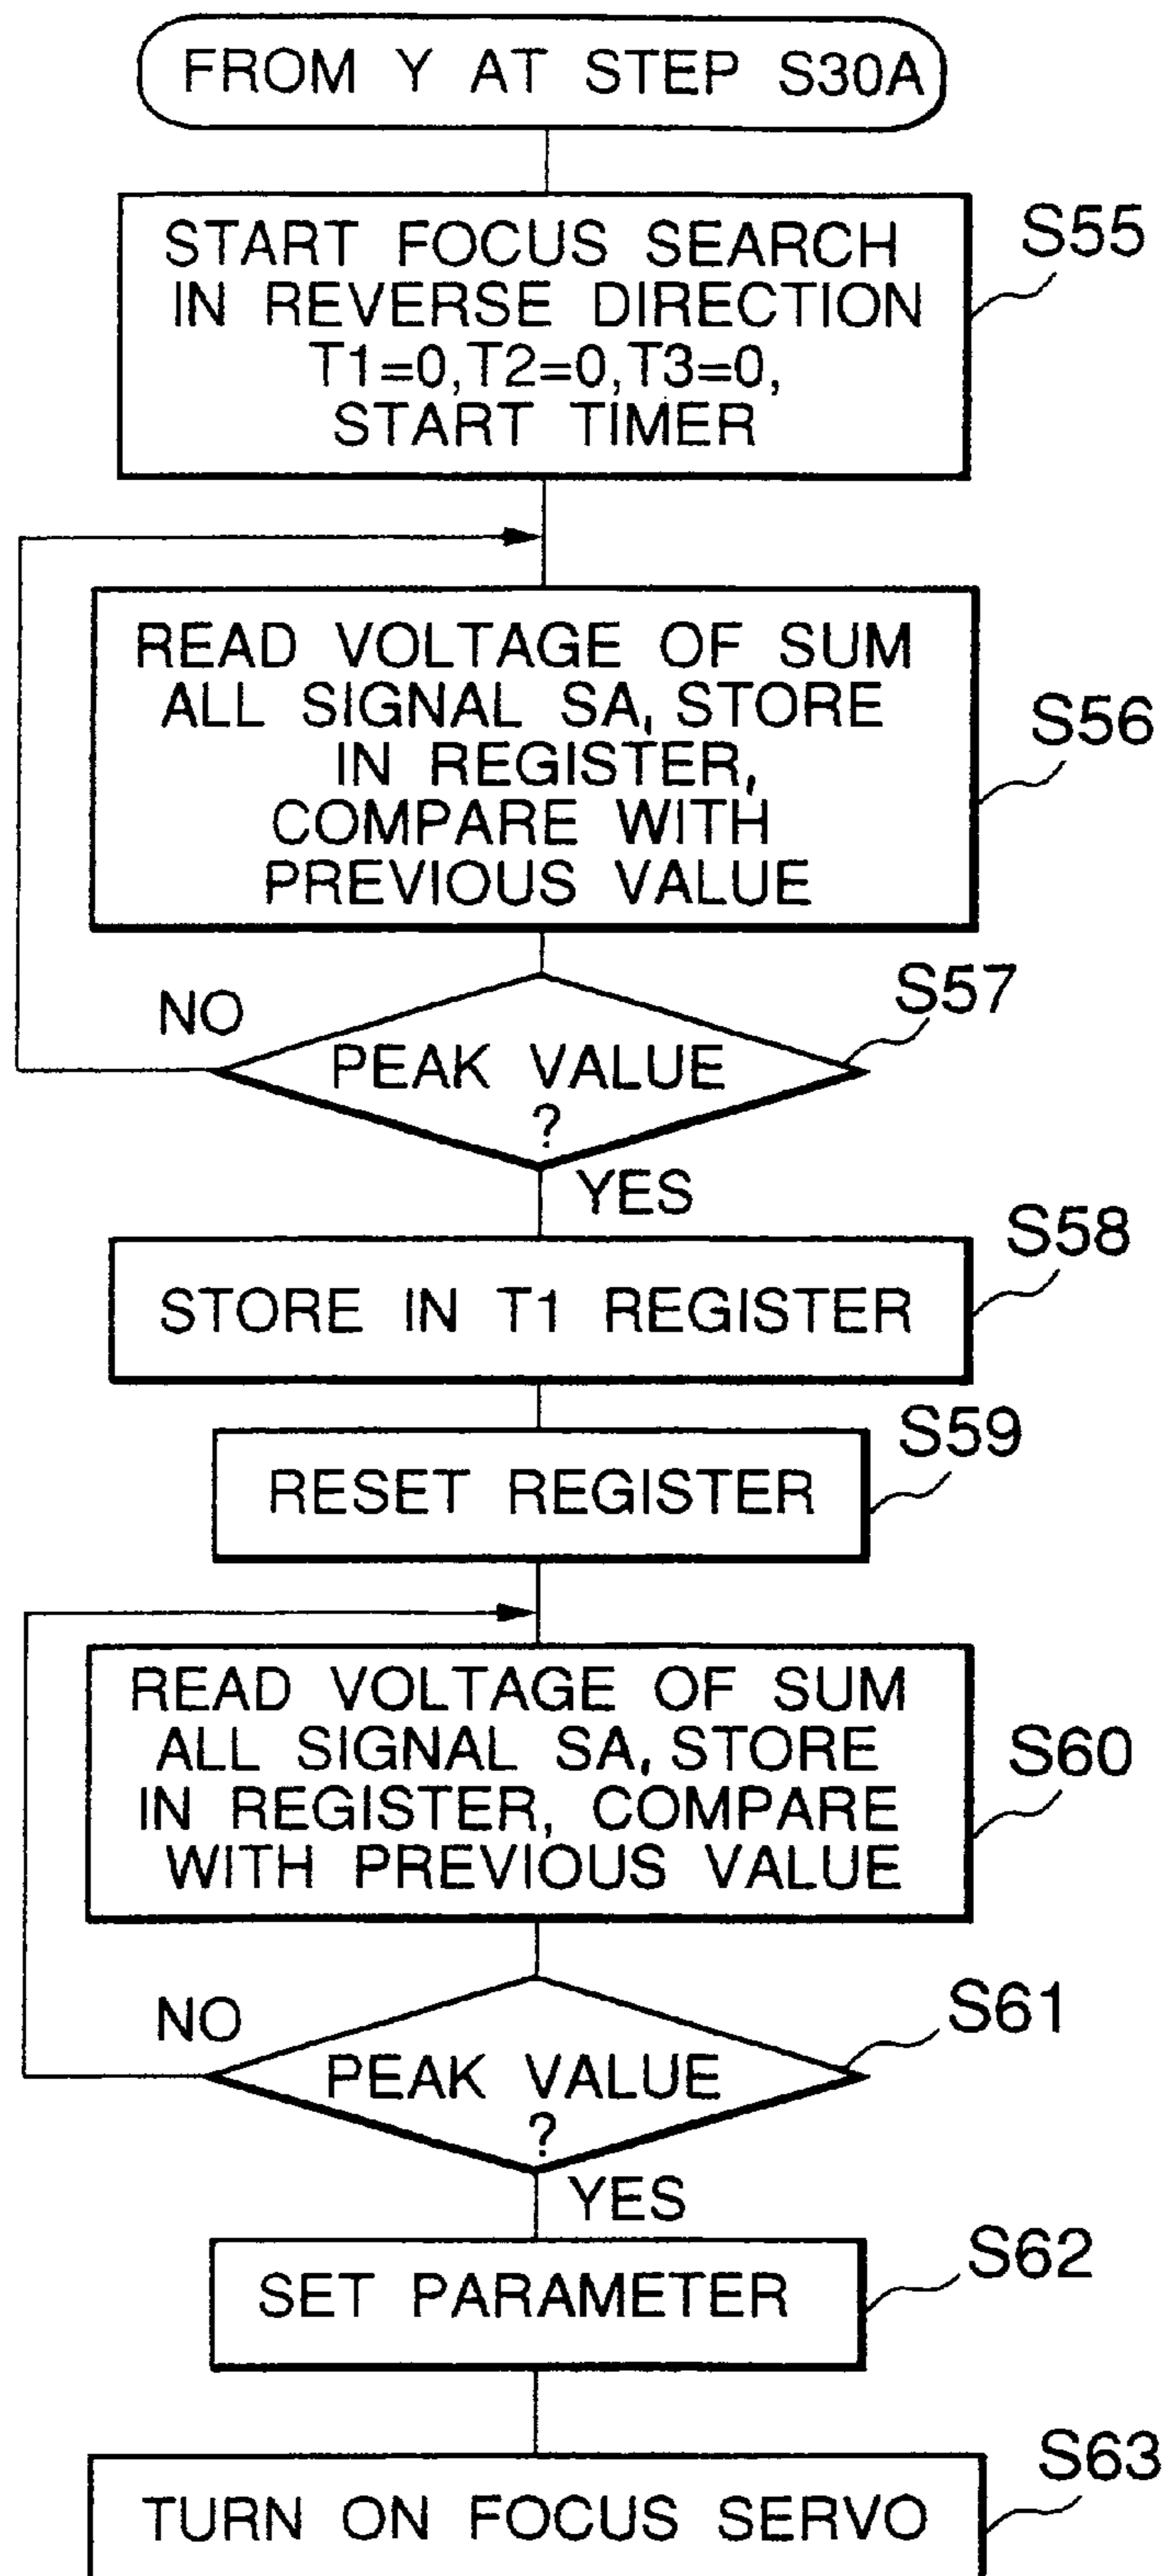 FROM Y AT STEP S30A
START FOCUS SEARCH
IN REVERSE DIRECTION
T1=0,T2=0,T3=0,
START TIMER
S55
READ VOLTAGE OF SUM
ALL SIGNAL SA, STORE
IN REGISTER,
COMPARE WITH
PREVIOUS VALUE
S56
NO
PEAK VALUE
?
S57
YES
STORE IN T1 REGISTER
S58
RESET REGISTER
S59
READ VOLTAGE OF SUM
ALL SIGNAL SA, STORE
IN REGISTER, COMPARE
WITH PREVIOUS VALUE
S60
NO
PEAK VALUE
?
S61
YES
SET PARAMETER
S62
TURN ON FOCUS SERVO
S63